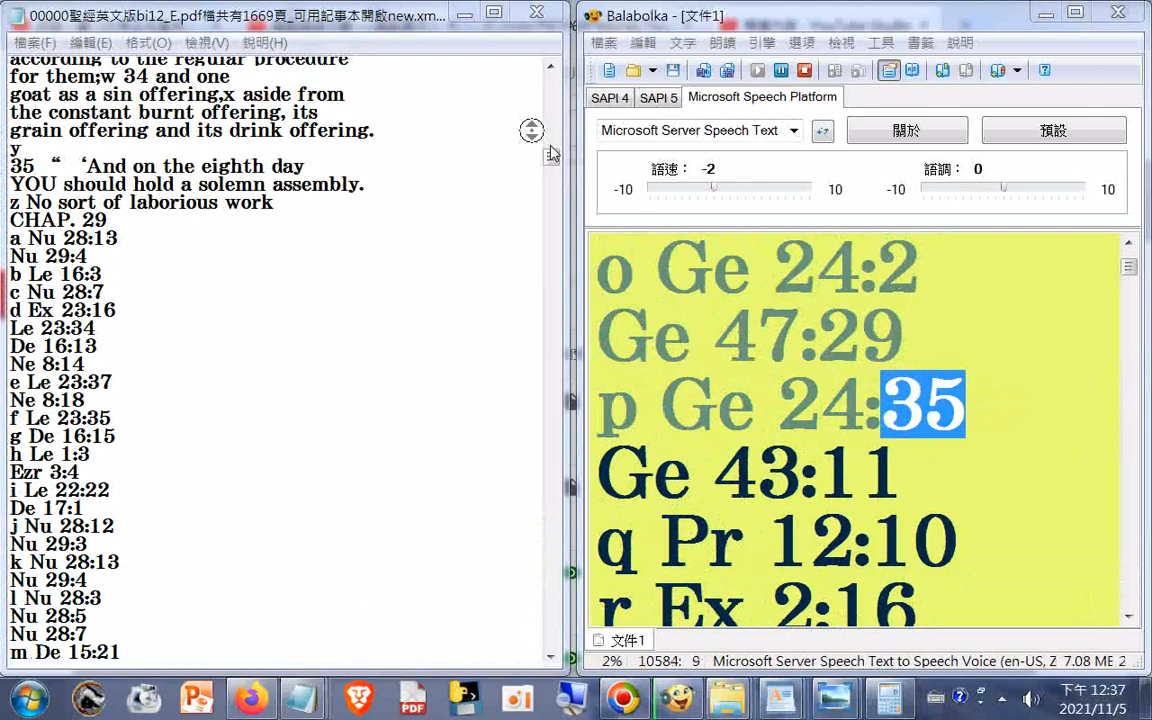 00000聖經英文版bi12_E.pdf檔共有1669頁_可用記事本開啟new.xm...
檔案(F) 編輯(E) 格式(O) 檢視(V) 說明(H)
according to the regular procedure
for them;w 34 and one
goat as a sin offering,x aside from
the constant burnt offering, its
grain offering and its drink offering.
y
35 “ ‘And on the eighth day
YOU should hold a solemn assembly.
z No sort of laborious work
CHAP. 29
a Nu 28:13
Nu 29:4
b Le 16:3
c Nu 28:7
d Ex 23:16
Le 23:34
De 16:13
Ne 8:14
e Le 23:37
Ne 8:18
f Le 23:35
g De 16:15
h Le 1:3
Ezr 3:4
i Le 22:22
De 17:1
j Nu 28:12
Nu 29:3
k Nu 28:13
Nu 29:4
l Nu 28:3
Nu 28:5
Nu 28:7
m De 15:21
Balabolka - [文件1]
檔案 編輯 文字 朗讀 引擎 選項 檢視 工具 書籤 說明
SAPI 4 SAPI 5 Microsoft Speech Platform
Microsoft Server Speech Text 關於 預設
語速： -2 語調： 0
-10 10 -10 10
o Ge 24:2
Ge 47:29
p Ge 24:35
Ge 43:11
q Pr 12:10
r Ex 2:16
文件1
2% 10584: 9 Microsoft Server Speech Text to Speech Voice (en-US, Z 7.08 MB 2
PDF
下午 12:37
2021/11/5